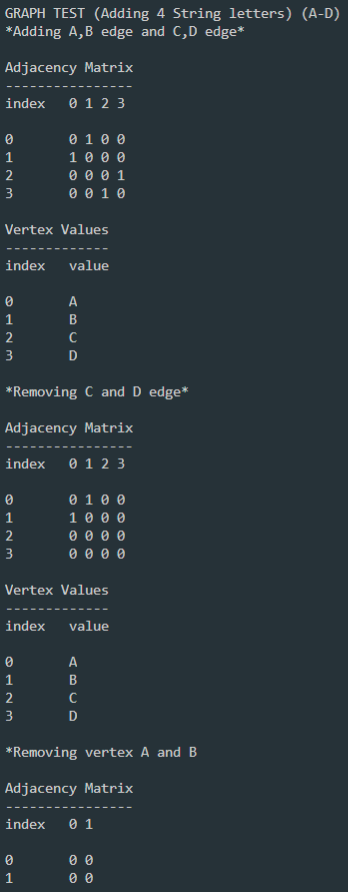 GRAPH TEST (Adding 4 String letters) (A-D)
*Adding A,B edge and C,D edge*
Adjacency Matrix
----------------
index   0 1 2 3
0       0 1 0 0
1       1 0 0 0
2       0 0 0 1
3       0 0 1 0
Vertex Values
-------------
index   value
0       A
1       B
2       C
3       D
*Removing C and D edge*
Adjacency Matrix
----------------
index   0 1 2 3
0       0 1 0 0
1       1 0 0 0
2       0 0 0 0
3       0 0 0 0
Vertex Values
-------------
index   value
0       A
1       B
2       C
3       D
*Removing vertex A and B
Adjacency Matrix
----------------
index   0 1
0       0 0
1       0 0